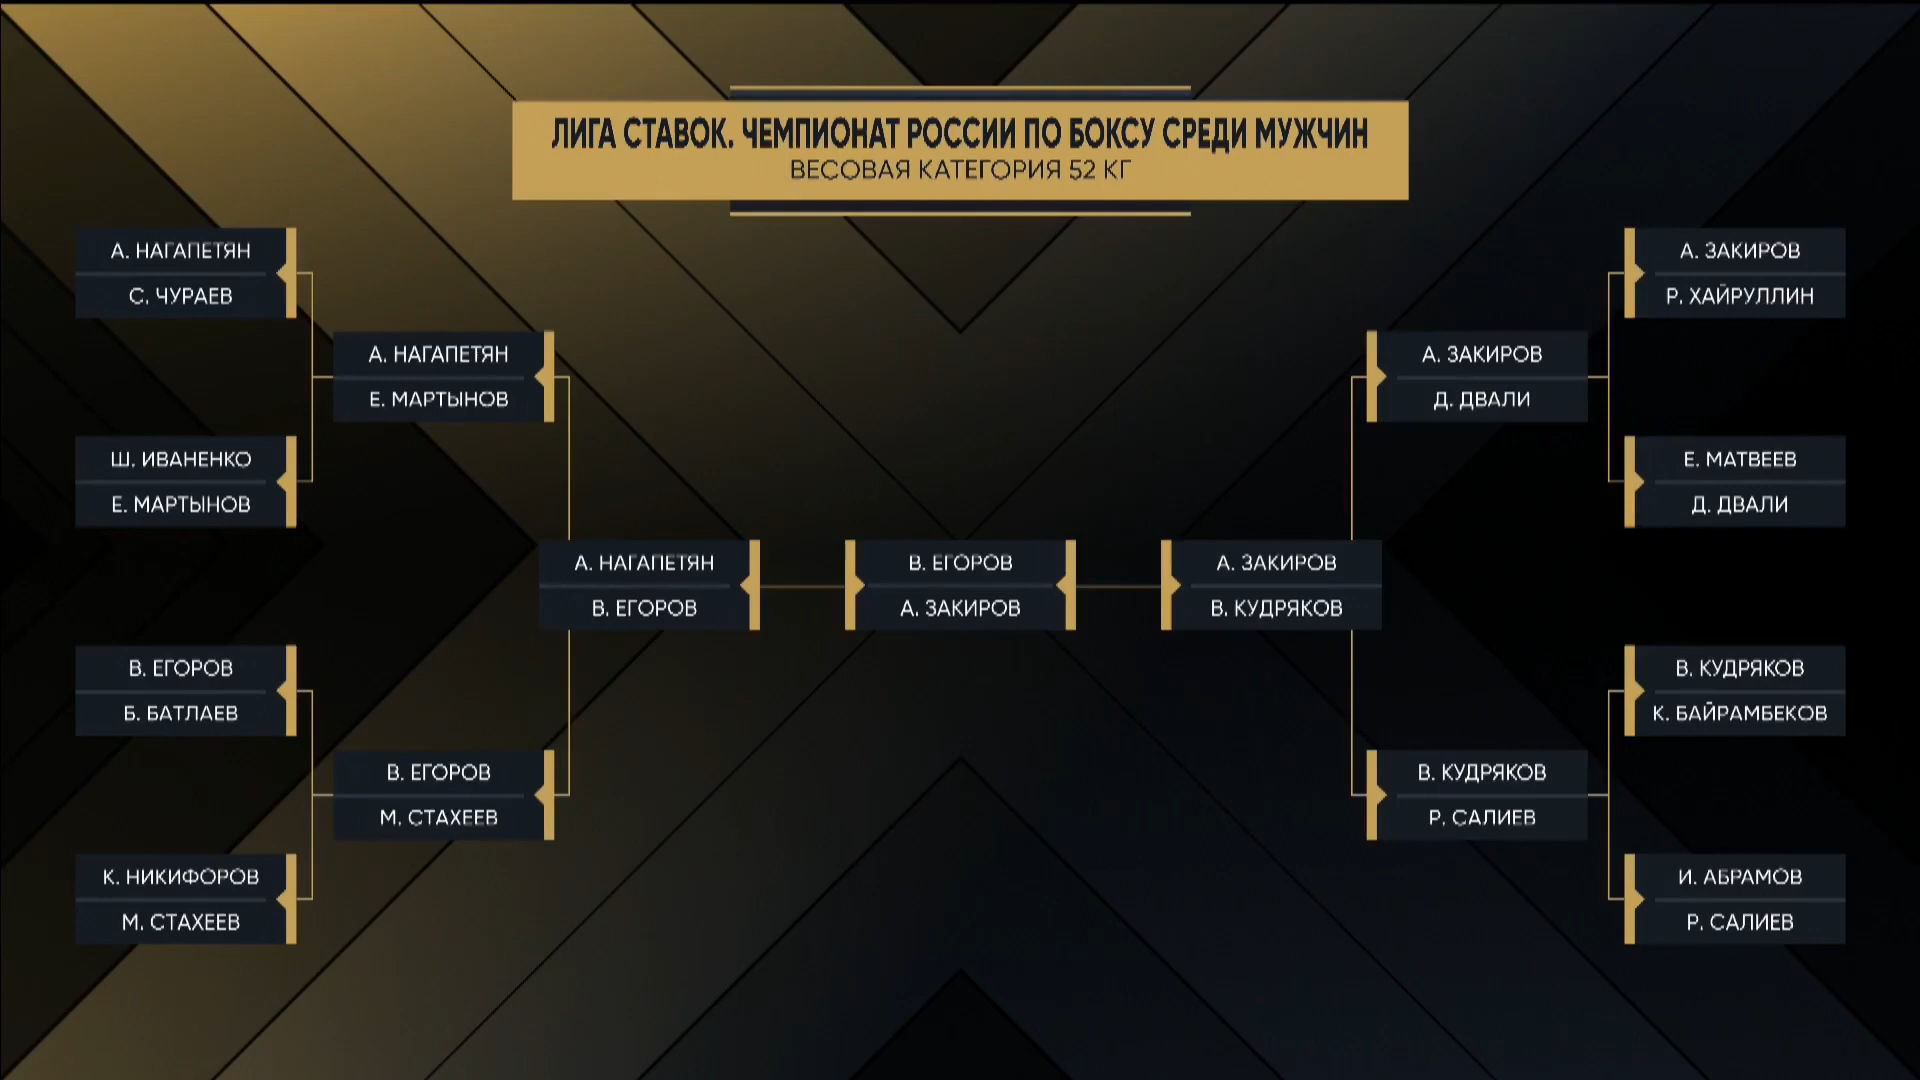 ЛИГА СТАВОК. ЧЕМПИОНАТ РОССИИ ПО БОКСУ СРЕДИ МУЖЧИН
ВЕСОВАЯ КАТЕГОРИЯ 52 КГ
А. НАГАПЕТЯН
С. ЧУРАЕВ
Ш. ИВАНЕНКО
Е. МАРТЫНОВ
В. ЕГОРОВ
Б. БАТЛАЕВ
К. НИКИФОРОВ
М. СТАХЕЕВ
А. НАГАПЕТЯН
Е. МАРТЫНОВ
В. ЕГОРОВ
М. СТАХЕЕВ
А. НАГАПЕТЯН
В. ЕГОРОВ
В. ЕГОРОВ
А. ЗАКИРОВ
А. ЗАКИРОВ
В. КУДРЯКОВ
А. ЗАКИРОВ
Д. ДВАЛИ
В. КУДРЯКОВ
Р. САЛИЕВ
А. ЗАКИРОВ
Р. ХАЙРУЛЛИН
Е. МАТВЕЕВ
Д. ДВАЛИ
В. КУДРЯКОВ
К. БАЙРАМБЕКОВ
И. АБРАМОВ
Р. САЛИЕВ